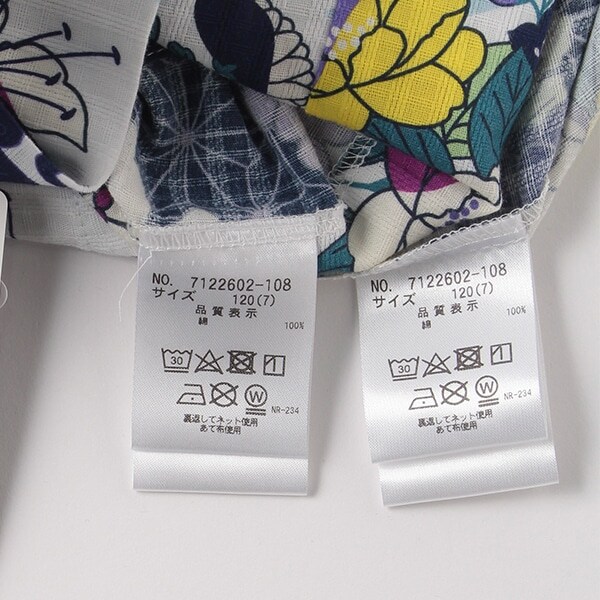 NO. 7122602-108
サイズ 120(7)
品質表示
綿 100%
30
NR-234
裏返してネット使用
あて布使用
NO. 7122602-108
サイズ 120(7)
品質表示
綿 100%
30
W
NR-234
裏返してネット使用
あて布使用